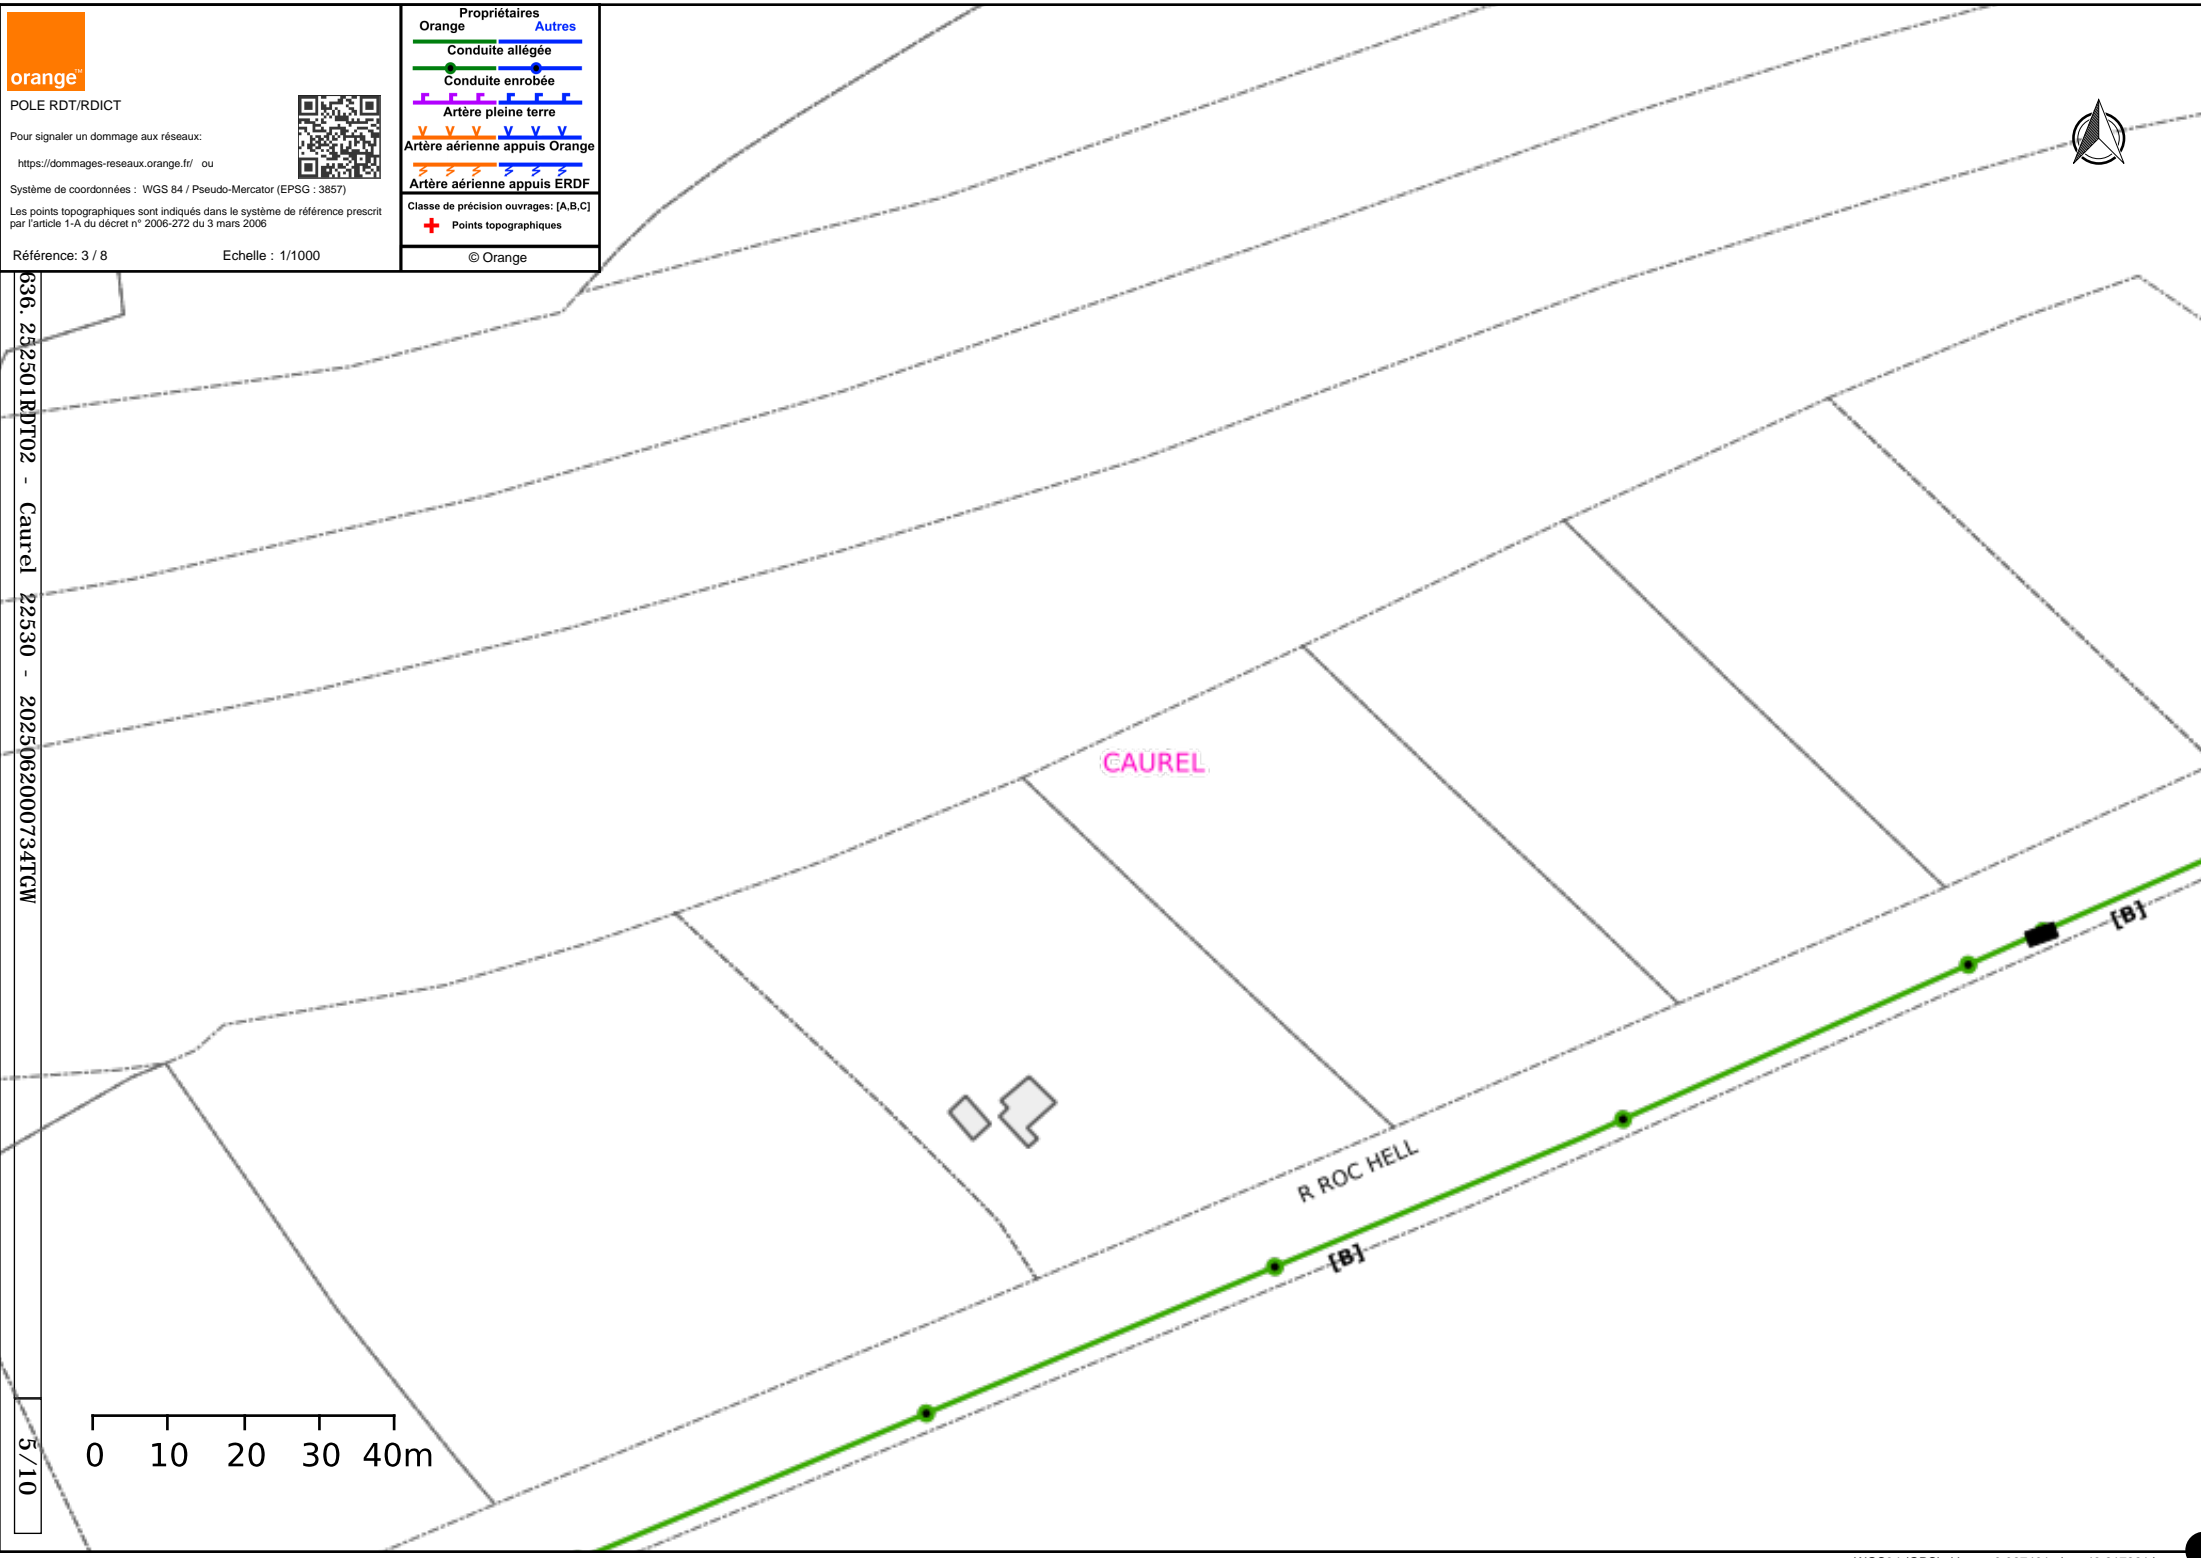 orange™
POLE RDT/RDICT
Pour signaler un dommage aux réseaux:
https://dommages-reseaux.orange.fr/ ou
Système de coordonnées : WGS 84 / Pseudo-Mercator (EPSG : 3857)
Les points topographiques sont indiqués dans le système de référence prescrit
par l'article 1-A du décret n° 2006-272 du 3 mars 2006
Référence: 3 / 8
Echelle : 1/1000
Propriétaires
Orange
Autres
Conduite allégée
Conduite enrobée
Artère pleine terre
Artère aérienne appuis Orange
Artère aérienne appuis ERDF
Classe de précision ouvrages: [A,B,C]
Points topographiques
© Orange
636. 252501RDT02 - Caurel 22530 - 2025062000734TGW
5/10
CAUREL
[B]
R ROC HELL
[B]
0 10 20 30 40m